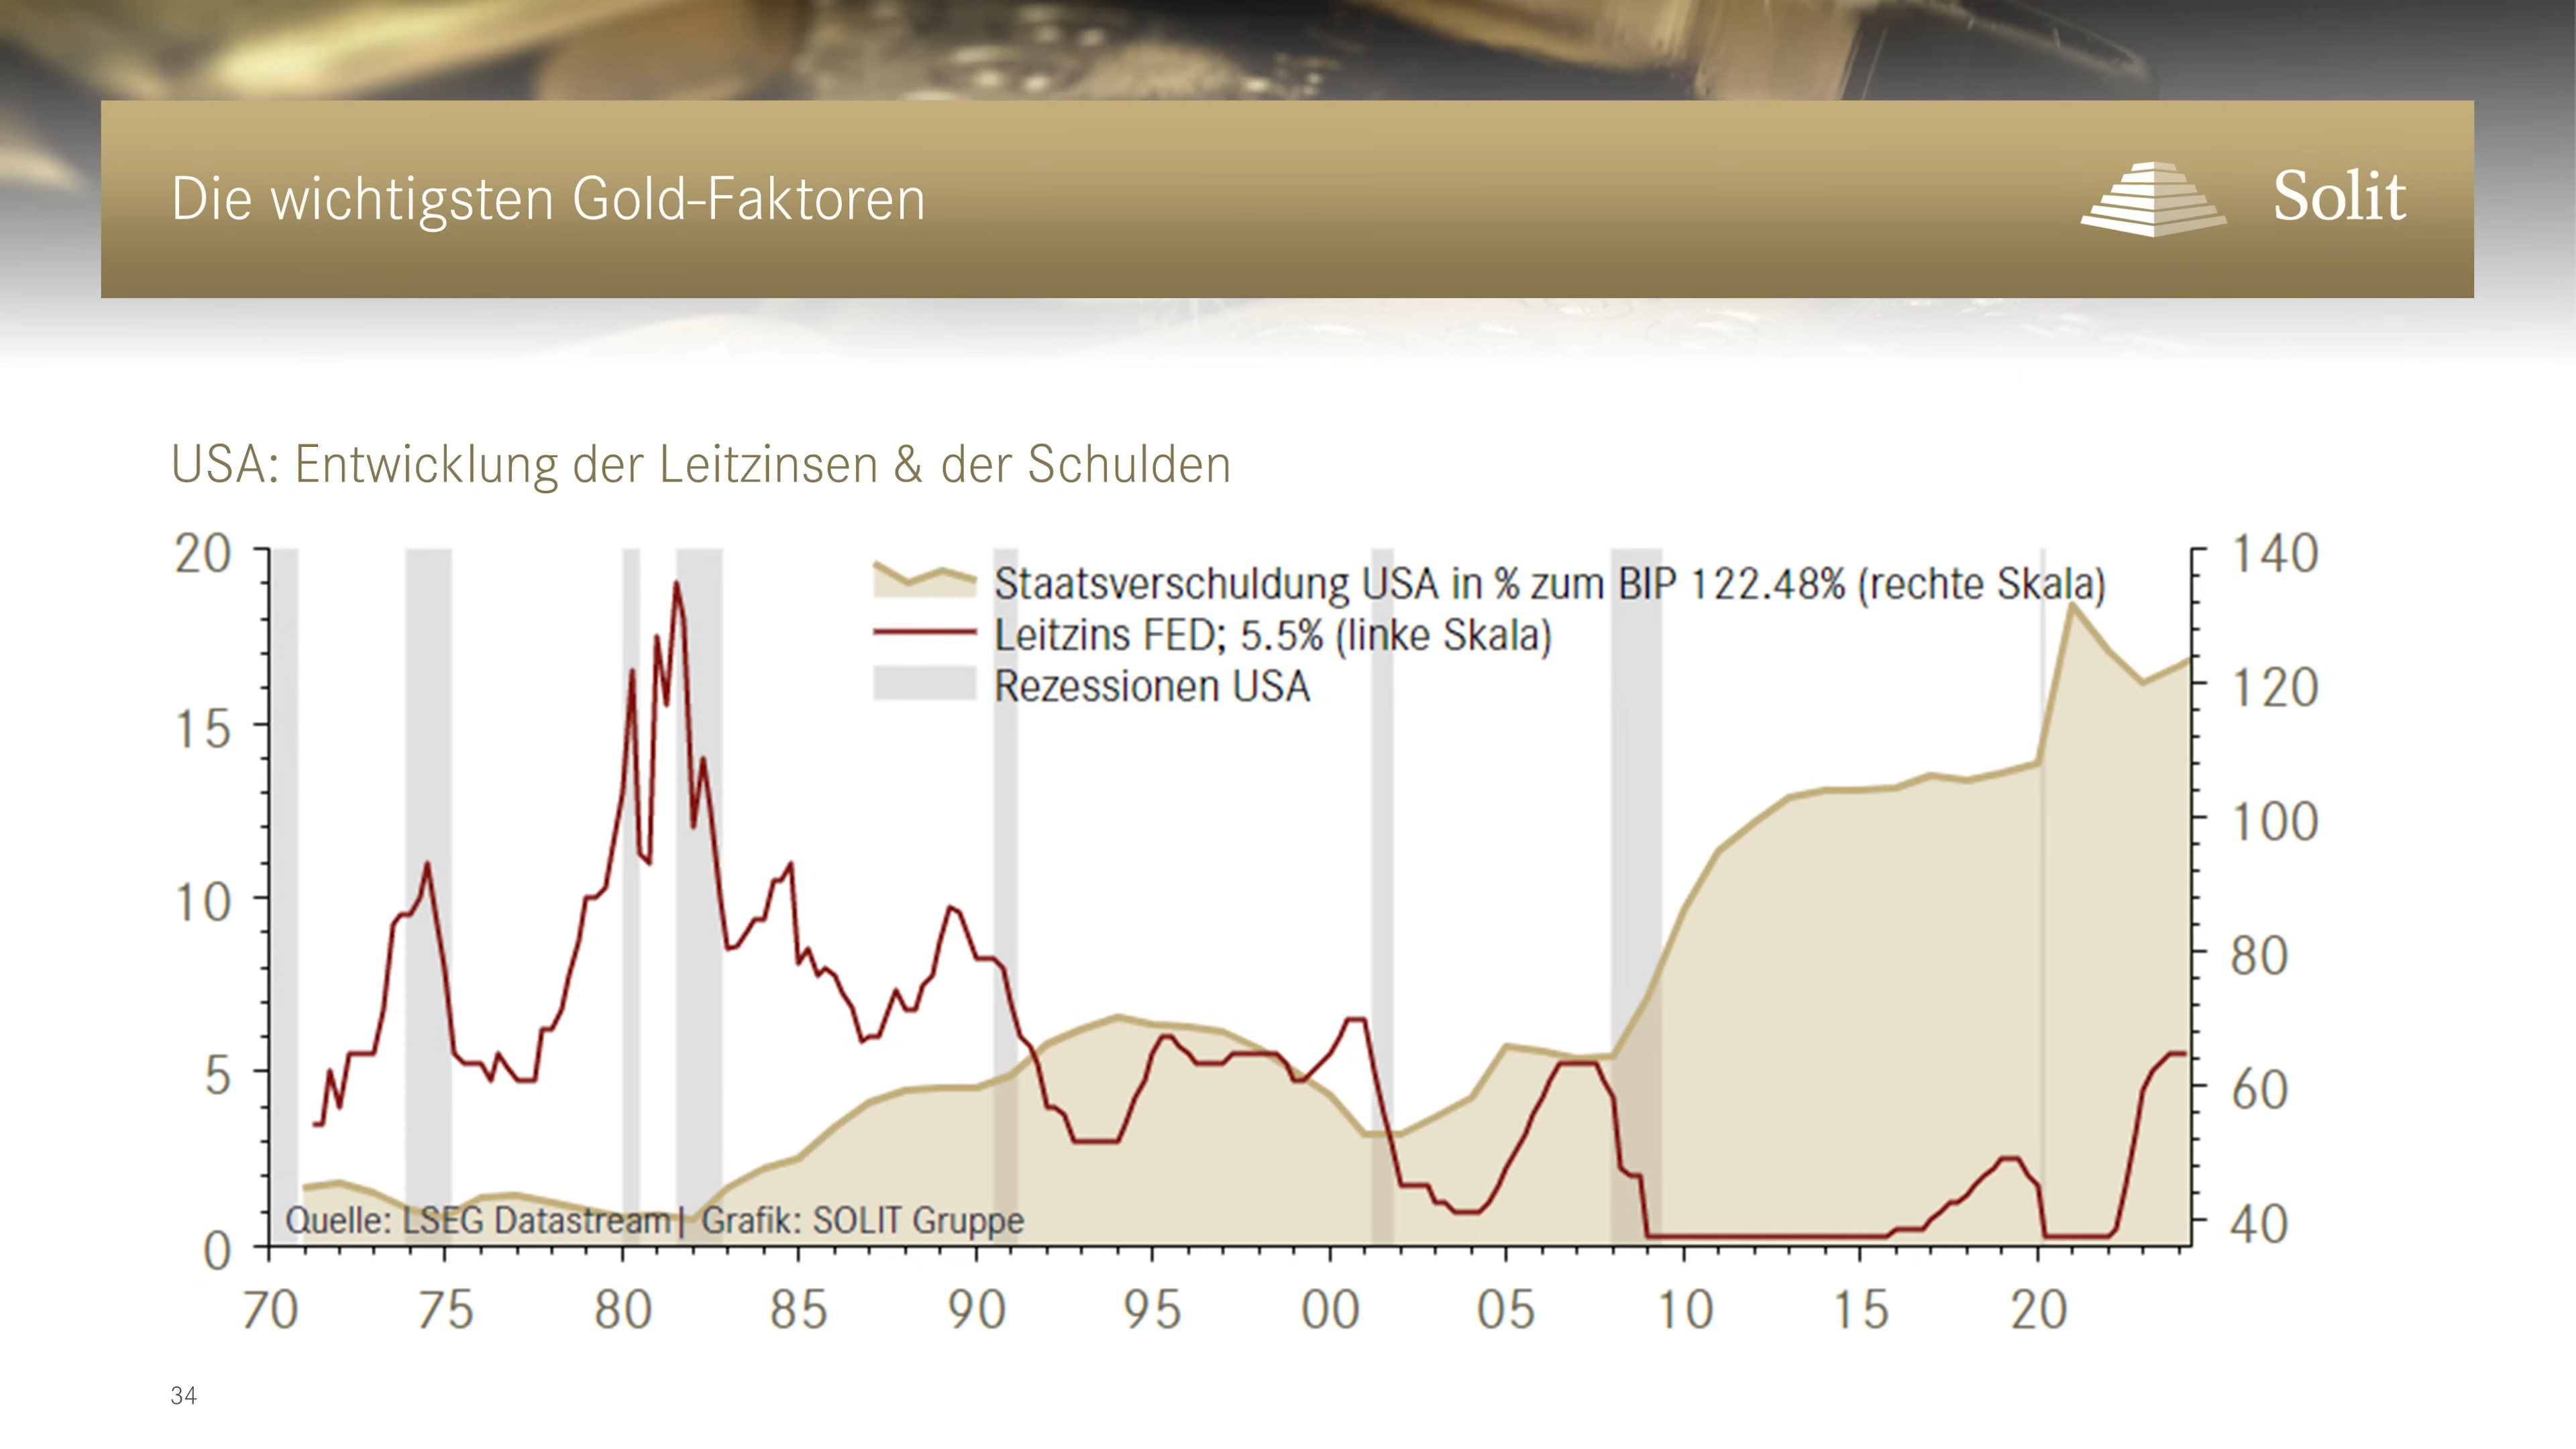 Die wichtigsten Gold-Faktoren
Solit
USA: Entwicklung der Leitzinsen & der Schulden
Staatsverschuldung USA in % zum BIP 122.48% (rechte Skala)
Leitzins FED; 5.5% (linke Skala)
Rezessionen USA
20
15
10
5
0
140
120
100
80
60
40
Quelle: LSEG Datastream| Grafik: SOLIT Gruppe
70 75 80 85 90 95 00 05 10 15 20
34